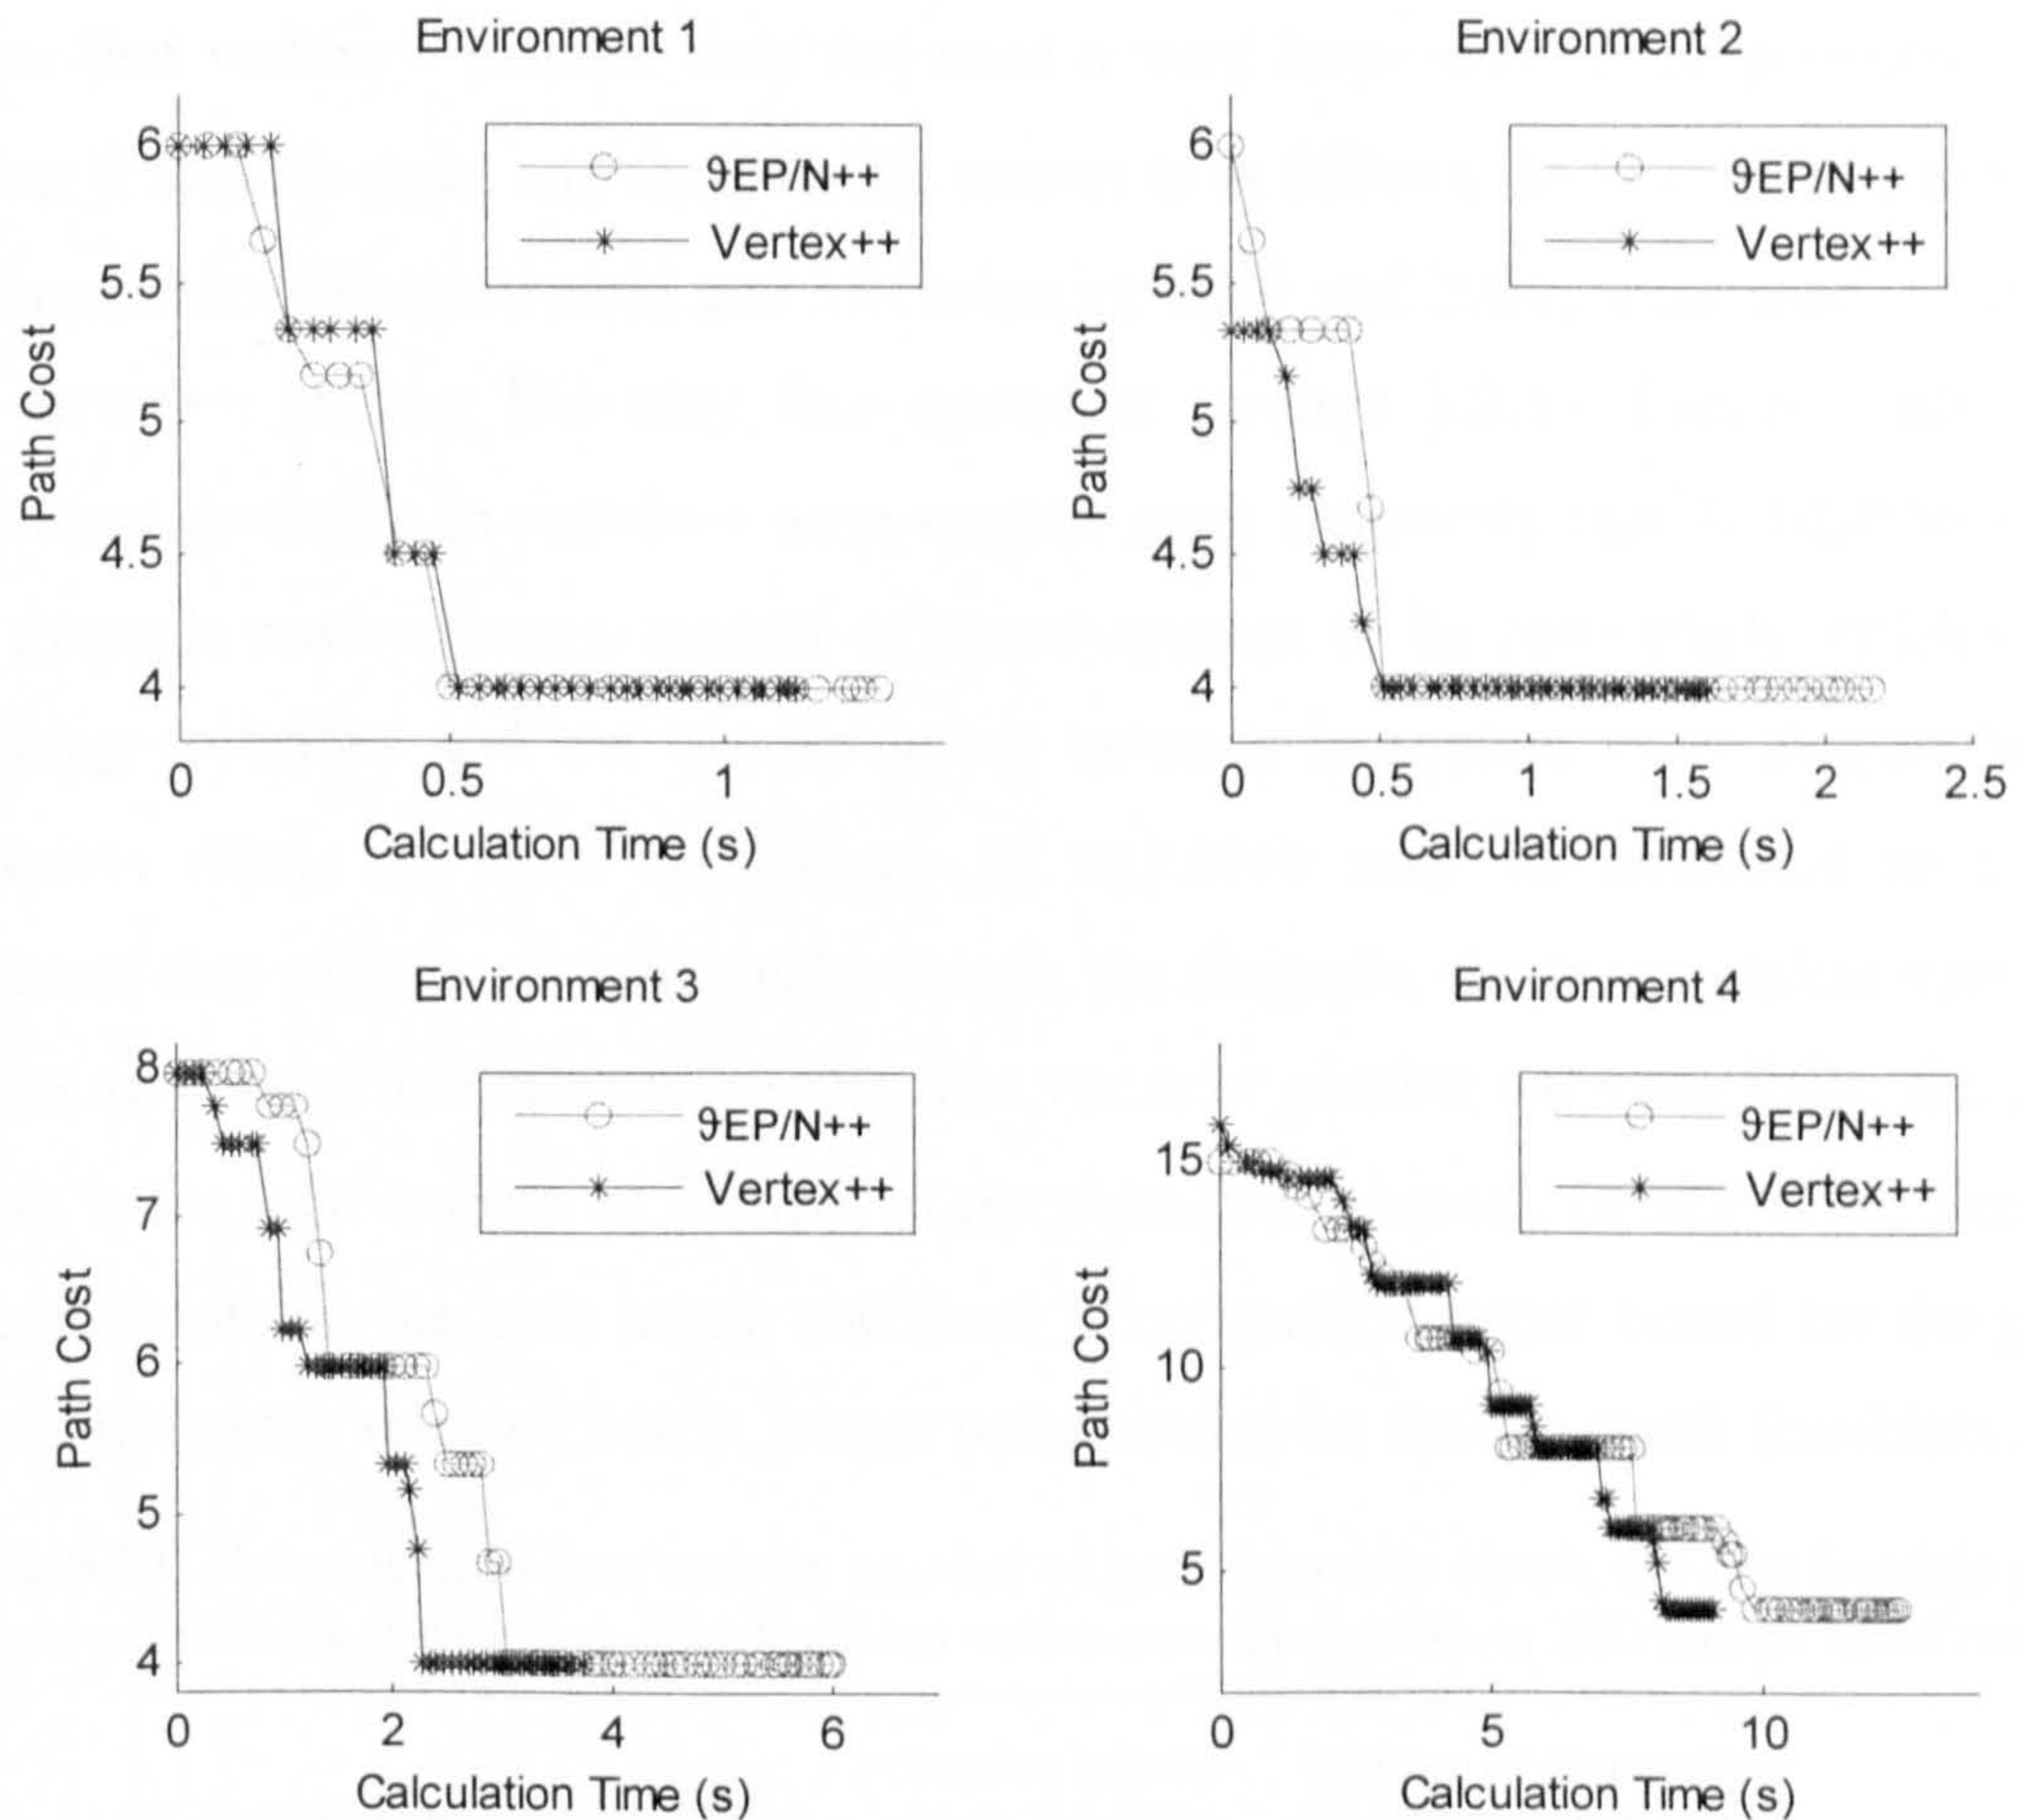 Environment 1
6
5.5
5
4.5
4
Path Cost
ϑEP/N++
Vertex++
0 0.5 1
Calculation Time (s)
Environment 2
6
5.5
5
4.5
4
Path Cost
ϑEP/N++
Vertex++
0 0.5 1 1.5 2 2.5
Calculation Time (s)
Environment 3
8
7
6
5
4
Path Cost
ϑEP/N++
Vertex++
0 2 4 6
Calculation Time (s)
Environment 4
15
10
5
Path Cost
ϑEP/N++
Vertex++
0 5 10
Calculation Time (s)